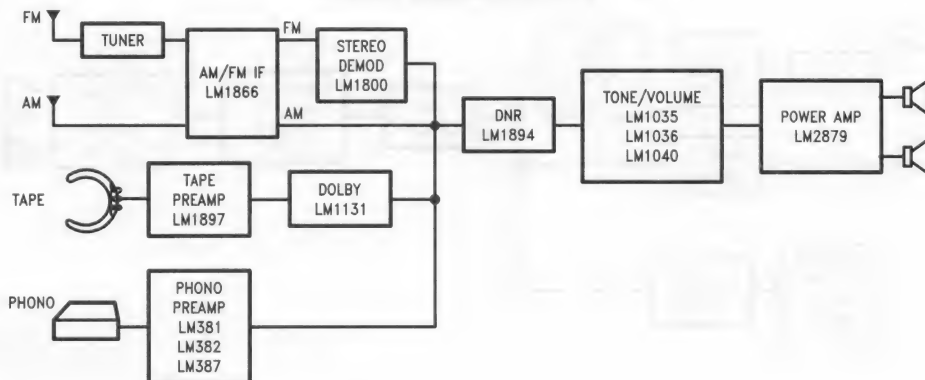 FM
TUNER
AM/FM IF
LM1866
FM
STEREO
DEMOD
LM1800
AM
AM
DNR
LM1894
TONE/VOLUME
LM1035
LM1036
LM1040
POWER AMP
LM2879
TAPE
TAPE
PREAMP
LM1897
DOLBY
LM1131
PHONO
PHONO
PREAMP
LM381
LM382
LM387